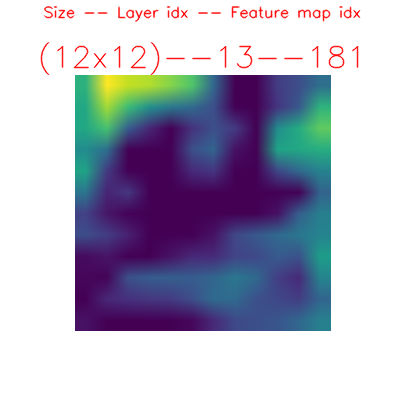 Size -- Layer idx -- Feature map idx
(12x12)--13--181